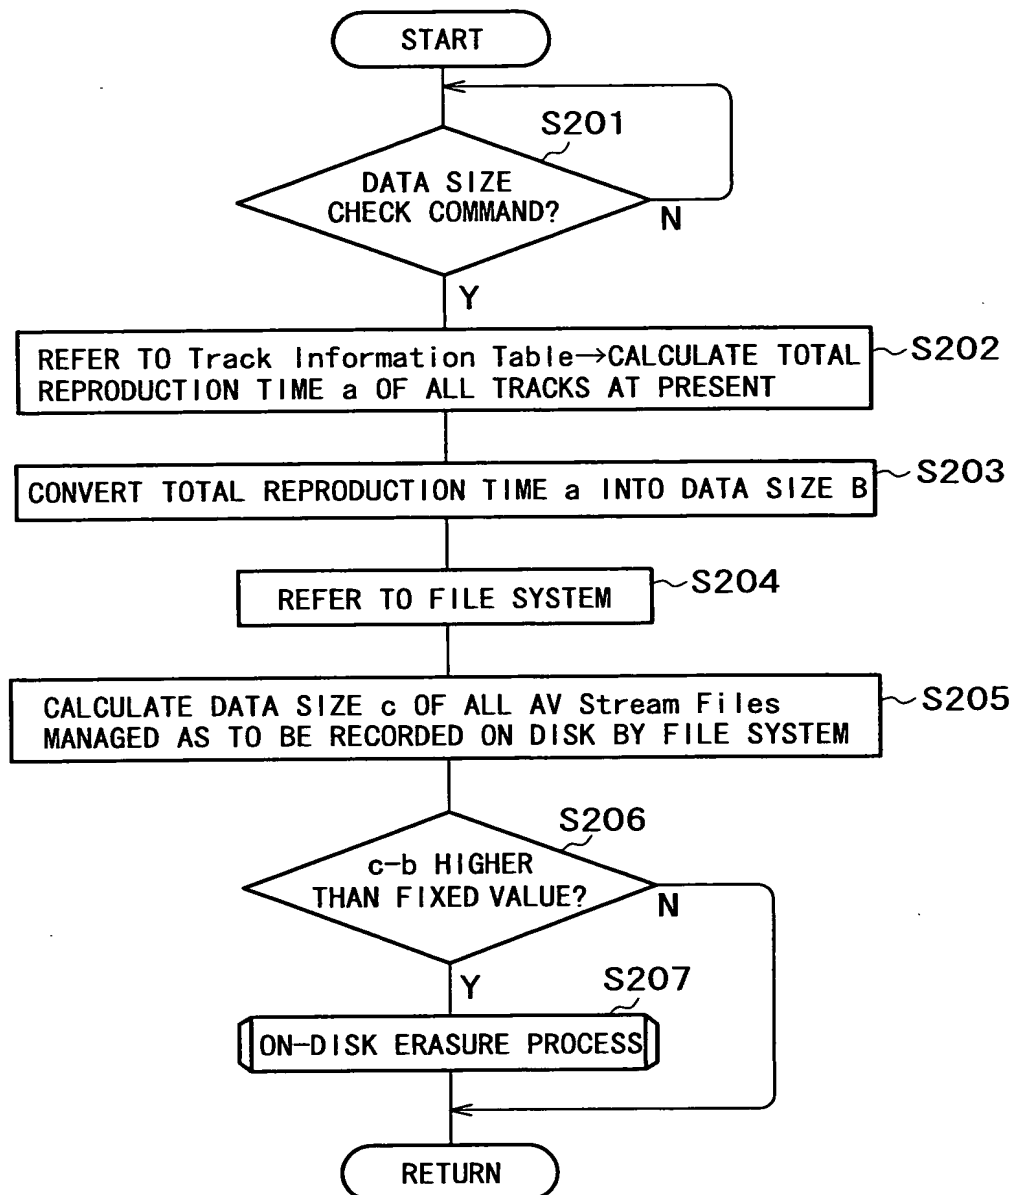 START
S201
DATA SIZE
CHECK COMMAND?
N
Y
S202
REFER TO Track Information Table→CALCULATE TOTAL
REPRODUCTION TIME a OF ALL TRACKS AT PRESENT
S203
CONVERT TOTAL REPRODUCTION TIME a INTO DATA SIZE B
S204
REFER TO FILE SYSTEM
S205
CALCULATE DATA SIZE c OF ALL AV Stream Files
MANAGED AS TO BE RECORDED ON DISK BY FILE SYSTEM
S206
c-b HIGHER
THAN FIXED VALUE?
N
Y
S207
ON-DISK ERASURE PROCESS
RETURN